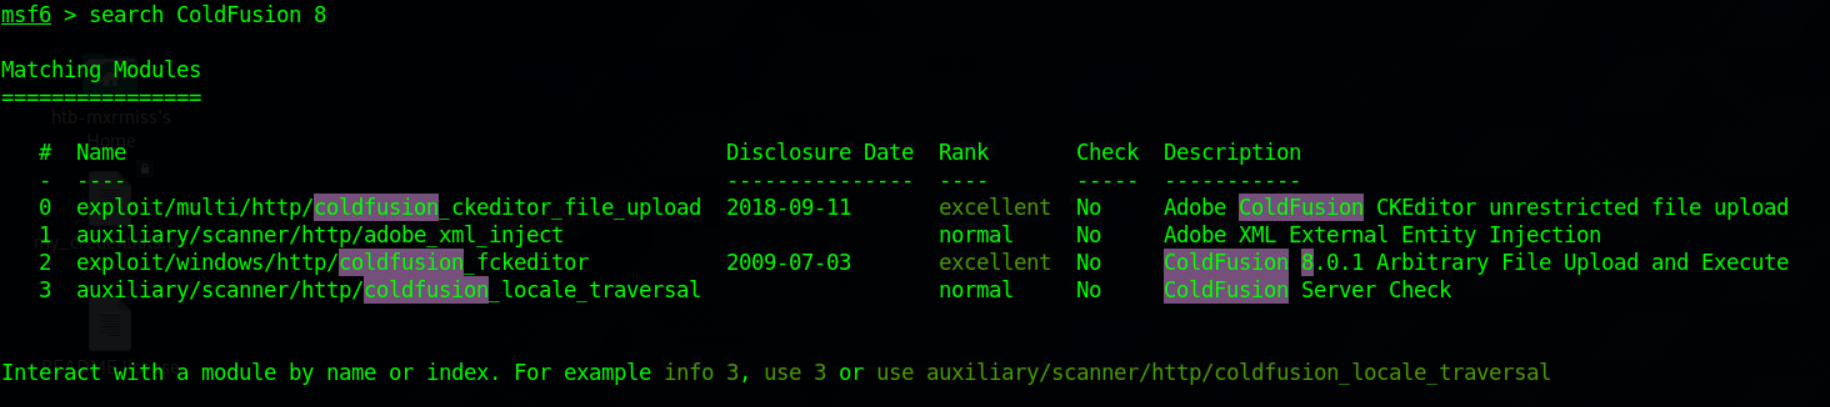 msf6 > search ColdFusion 8
Matching Modules
================
htb-mxrmiss's
Home
# Name Disclosure Date Rank Check Description
- ---- --------------- ---- ----- -----------
0 exploit/multi/http/coldfusion_ckeditor_file_upload 2018-09-11 excellent No Adobe ColdFusion CKEditor unrestricted file upload
1 auxiliary/scanner/http/adobe_xml_inject normal No Adobe XML External Entity Injection
2 exploit/windows/http/coldfusion_fckeditor 2009-07-03 excellent No ColdFusion 8.0.1 Arbitrary File Upload and Execute
3 auxiliary/scanner/http/coldfusion_locale_traversal normal No ColdFusion Server Check
Interact with a module by name or index. For example info 3, use 3 or use auxiliary/scanner/http/coldfusion_locale_traversal